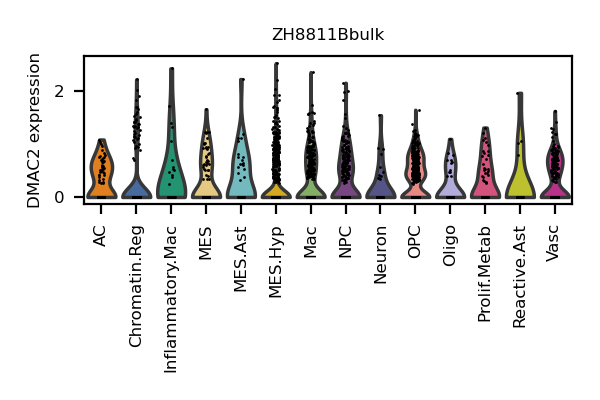 ZH8811Bbulk
DMAC2 expression
2
0
AC
Chromatin.Reg
Inflammatory.Mac
MES
MES.Ast
MES.Hyp
Mac
NPC
Neuron
OPC
Oligo
Prolif.Metab
Reactive.Ast
Vasc